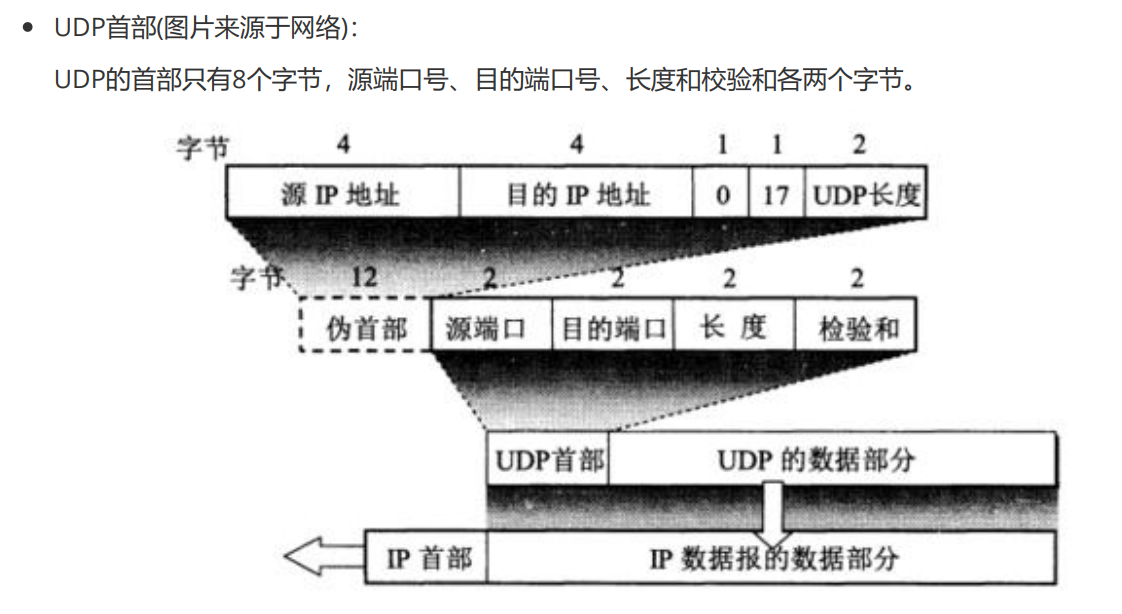 UDP首部(图片来源于网络)：
UDP的首部只有8个字节，源端口号、目的端口号、长度和校验和各两个字节。
字节 4 4 1 1 2
源 IP 地址 目的 IP 地址 0 17 UDP长度
字节 12 2 2 2 2
伪首部 源端口 目的端口 长 度 检验和
UDP首部 UDP 的数据部分
IP 首部 IP 数据报的数据部分